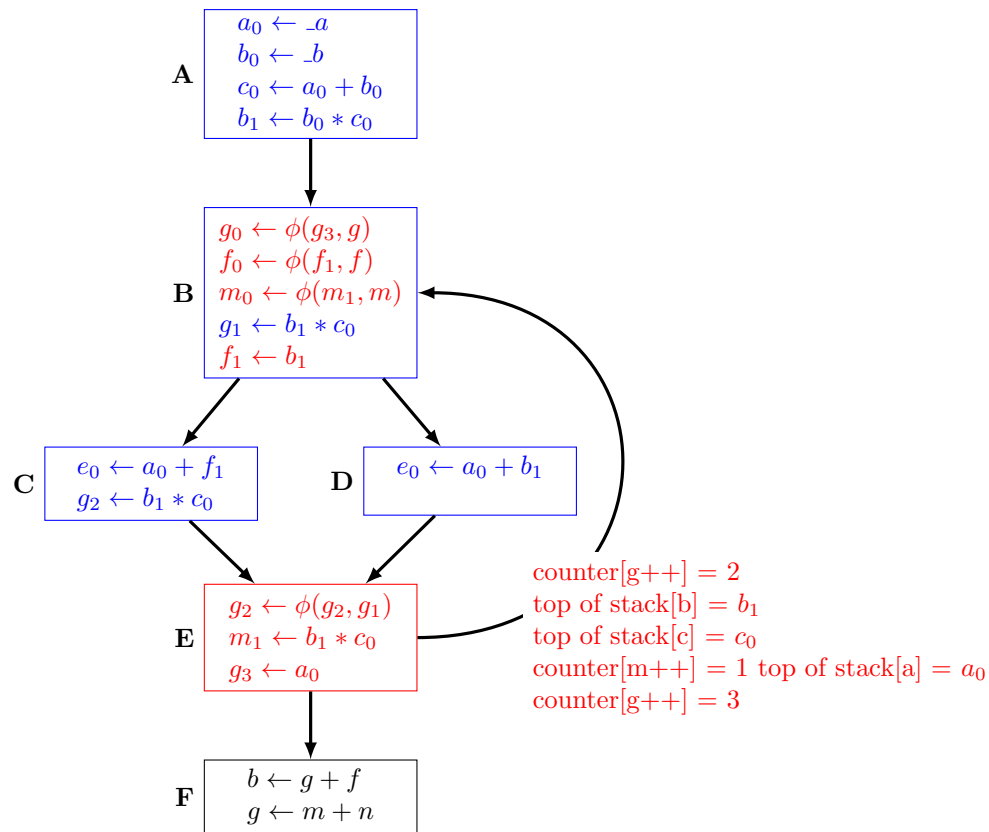 A
a₀ ← _a
b₀ ← _b
c₀ ← a₀ + b₀
b₁ ← b₀ ∗ c₀
B
g₀ ← ϕ(g₃, g)
f₀ ← ϕ(f₁, f)
m₀ ← ϕ(m₁, m)
g₁ ← b₁ ∗ c₀
f₁ ← b₁
C
e₀ ← a₀ + f₁
g₂ ← b₁ ∗ c₀
D
e₀ ← a₀ + b₁
E
g₂ ← ϕ(g₂, g₁)
m₁ ← b₁ ∗ c₀
g₃ ← a₀
counter[g++] = 2
top of stack[b] = b₁
top of stack[c] = c₀
counter[m++] = 1 top of stack[a] = a₀
counter[g++] = 3
F
b ← g + f
g ← m + n